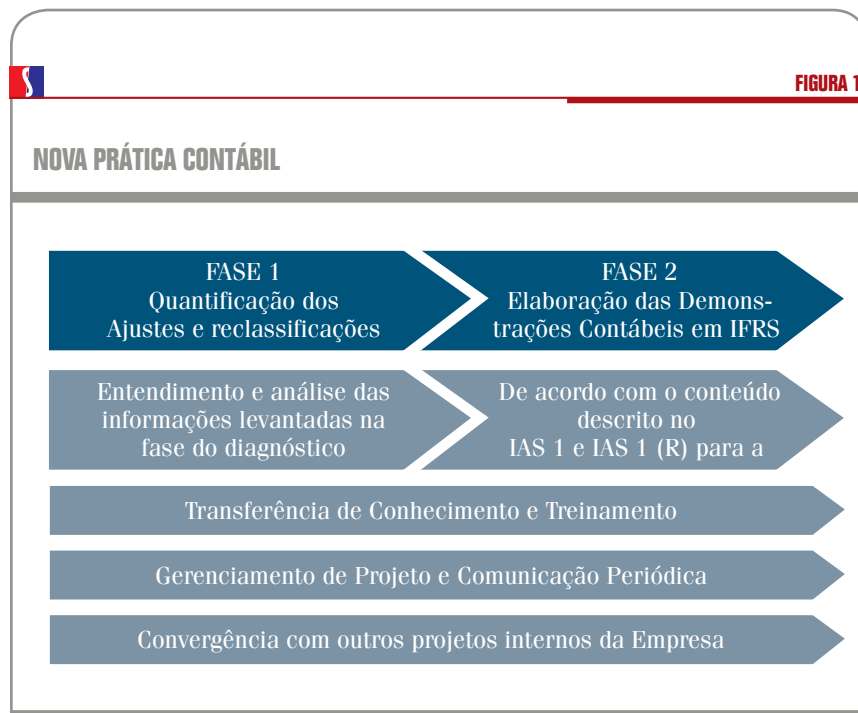 FIGURA 1
NOVA PRÁTICA CONTÁBIL
FASE 1
Quantificação dos
Ajustes e reclassificações
FASE 2
Elaboração das Demons-
trações Contábeis em IFRS
Entendimento e análise das
informações levantadas na
fase do diagnóstico
De acordo com o conteúdo
descrito no
IAS 1 e IAS 1 (R) para a
Transferência de Conhecimento e Treinamento
Gerenciamento de Projeto e Comunicação Periódica
Convergência com outros projetos internos da Empresa